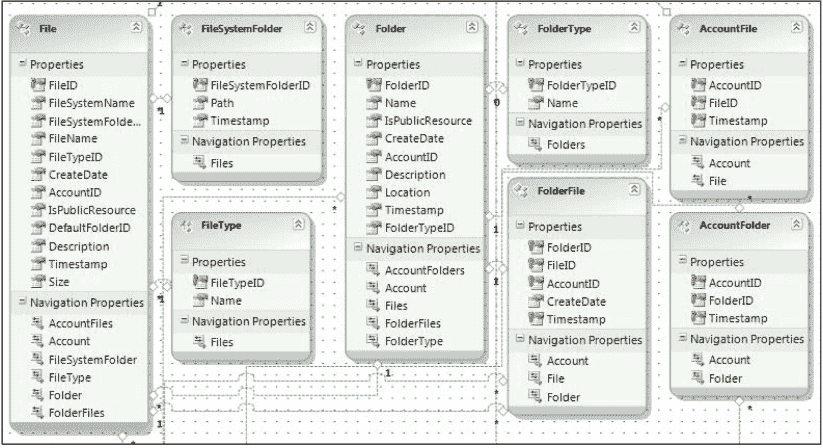 File
Properties
FileID
FileSystemName
FileSystemFolde...
FileName
FileTypeID
CreateDate
AccountID
IsPublicResource
DefaultFolderID
Description
Timestamp
Size
Navigation Properties
AccountFiles
Account
FileSystemFolder
FileType
Folder
FolderFiles
FileSystemFolder
Properties
FileSystemFolderID
Path
Timestamp
Navigation Properties
Files
FileType
Properties
FileTypeID
Name
Navigation Properties
Files
Folder
Properties
FolderID
Name
IsPublicResource
CreateDate
AccountID
Description
Location
Timestamp
FolderTypeID
Navigation Properties
AccountFolders
Account
Files
FolderFiles
FolderType
FolderType
Properties
FolderTypeID
Name
Navigation Properties
Folders
FolderFile
Properties
FolderID
FileID
AccountID
CreateDate
Timestamp
Navigation Properties
Account
File
Folder
AccountFile
Properties
AccountID
FileID
Timestamp
Navigation Properties
Account
File
AccountFolder
Properties
AccountID
FolderID
Timestamp
Navigation Properties
Account
Folder
1
1
1
1